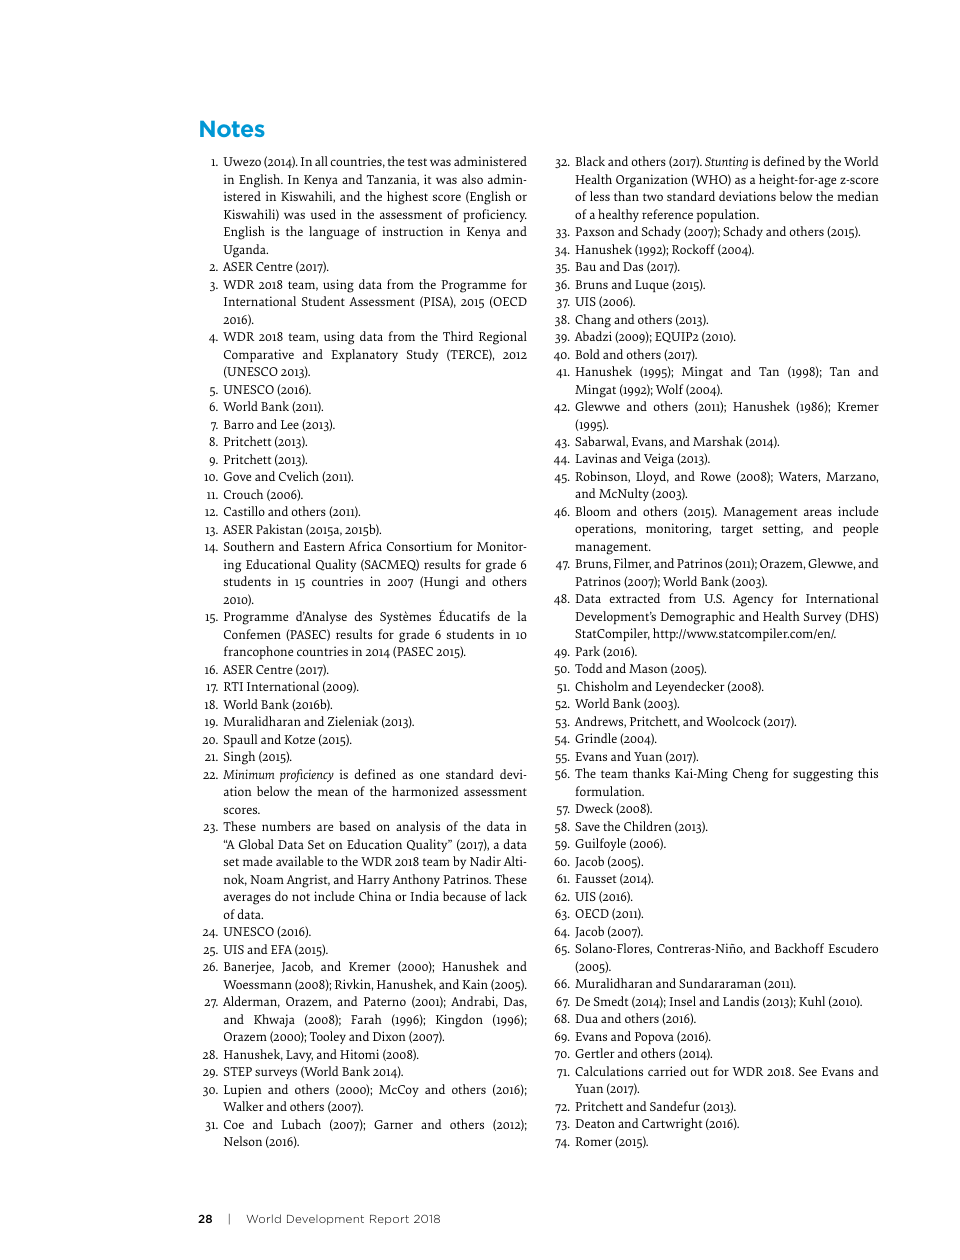 Notes
1. Uwezo (2014). In all countries, the test was administered
in English. In Kenya and Tanzania, it was also admin-
istered in Kiswahili, and the highest score (English or
Kiswahili) was used in the assessment of proficiency.
English is the language of instruction in Kenya and
Uganda.
2. ASER Centre (2017).
3. WDR 2018 team, using data from the Programme for
International Student Assessment (PISA), 2015 (OECD
2016).
4. WDR 2018 team, using data from the Third Regional
Comparative and Explanatory Study (TERCE), 2012
(UNESCO 2013).
5. UNESCO (2016).
6. World Bank (2011).
7. Barro and Lee (2013).
8. Pritchett (2013).
9. Pritchett (2013).
10. Gove and Cvelich (2011).
11. Crouch (2006).
12. Castillo and others (2011).
13. ASER Pakistan (2015a, 2015b).
14. Southern and Eastern Africa Consortium for Monitor-
ing Educational Quality (SACMEQ) results for grade 6
students in 15 countries in 2007 (Hungi and others
2010).
15. Programme d'Analyse des Systèmes Éducatifs de la
Confemen (PASEC) results for grade 6 students in 10
francophone countries in 2014 (PASEC 2015).
16. ASER Centre (2017).
17. RTI International (2009).
18. World Bank (2016b).
19. Muralidharan and Zieleniak (2013).
20. Spaull and Kotze (2015).
21. Singh (2015).
22. Minimum proficiency is defined as one standard devi-
ation below the mean of the harmonized assessment
scores.
23. These numbers are based on analysis of the data in
“A Global Data Set on Education Quality” (2017), a data
set made available to the WDR 2018 team by Nadir Alti-
nok, Noam Angrist, and Harry Anthony Patrinos. These
averages do not include China or India because of lack
of data.
24. UNESCO (2016).
25. UIS and EFA (2015).
26. Banerjee, Jacob, and Kremer (2000); Hanushek and
Woessmann (2008); Rivkin, Hanushek, and Kain (2005).
27. Alderman, Orazem, and Paterno (2001); Andrabi, Das,
and Khwaja (2008); Farah (1996); Kingdon (1996);
Orazem (2000); Tooley and Dixon (2007).
28. Hanushek, Lavy, and Hitomi (2008).
29. STEP surveys (World Bank 2014).
30. Lupien and others (2000); McCoy and others (2016);
Walker and others (2007).
31. Coe and Lubach (2007); Garner and others (2012);
Nelson (2016).
32. Black and others (2017). Stunting is defined by the World
Health Organization (WHO) as a height-for-age z-score
of less than two standard deviations below the median
of a healthy reference population.
33. Paxson and Schady (2007); Schady and others (2015).
34. Hanushek (1992); Rockoff (2004).
35. Bau and Das (2017).
36. Bruns and Luque (2015).
37. UIS (2006).
38. Chang and others (2013).
39. Abadzi (2009); EQUIP2 (2010).
40. Bold and others (2017).
41. Hanushek (1995); Mingat and Tan (1998); Tan and
Mingat (1992); Wolf (2004).
42. Glewwe and others (2011); Hanushek (1986); Kremer
(1995).
43. Sabarwal, Evans, and Marshak (2014).
44. Lavinas and Veiga (2013).
45. Robinson, Lloyd, and Rowe (2008); Waters, Marzano,
and McNulty (2003).
46. Bloom and others (2015). Management areas include
operations, monitoring, target setting, and people
management.
47. Bruns, Filmer, and Patrinos (2011); Orazem, Glewwe, and
Patrinos (2007); World Bank (2003).
48. Data extracted from U.S. Agency for International
Development's Demographic and Health Survey (DHS)
StatCompiler, http://www.statcompiler.com/en/.
49. Park (2016).
50. Todd and Mason (2005).
51. Chisholm and Leyendecker (2008).
52. World Bank (2003).
53. Andrews, Pritchett, and Woolcock (2017).
54. Grindle (2004).
55. Evans and Yuan (2017).
56. The team thanks Kai-Ming Cheng for suggesting this
formulation.
57. Dweck (2008).
58. Save the Children (2013).
59. Guilfoyle (2006).
60. Jacob (2005).
61. Fausset (2014).
62. UIS (2016).
63. OECD (2011).
64. Jacob (2007).
65. Solano-Flores, Contreras-Niño, and Backhoff Escudero
(2005).
66. Muralidharan and Sundararaman (2011).
67. De Smedt (2014); Insel and Landis (2013); Kuhl (2010).
68. Dua and others (2016).
69. Evans and Popova (2016).
70. Gertler and others (2014).
71. Calculations carried out for WDR 2018. See Evans and
Yuan (2017).
72. Pritchett and Sandefur (2013).
73. Deaton and Cartwright (2016).
74. Romer (2015).
28 | World Development Report 2018